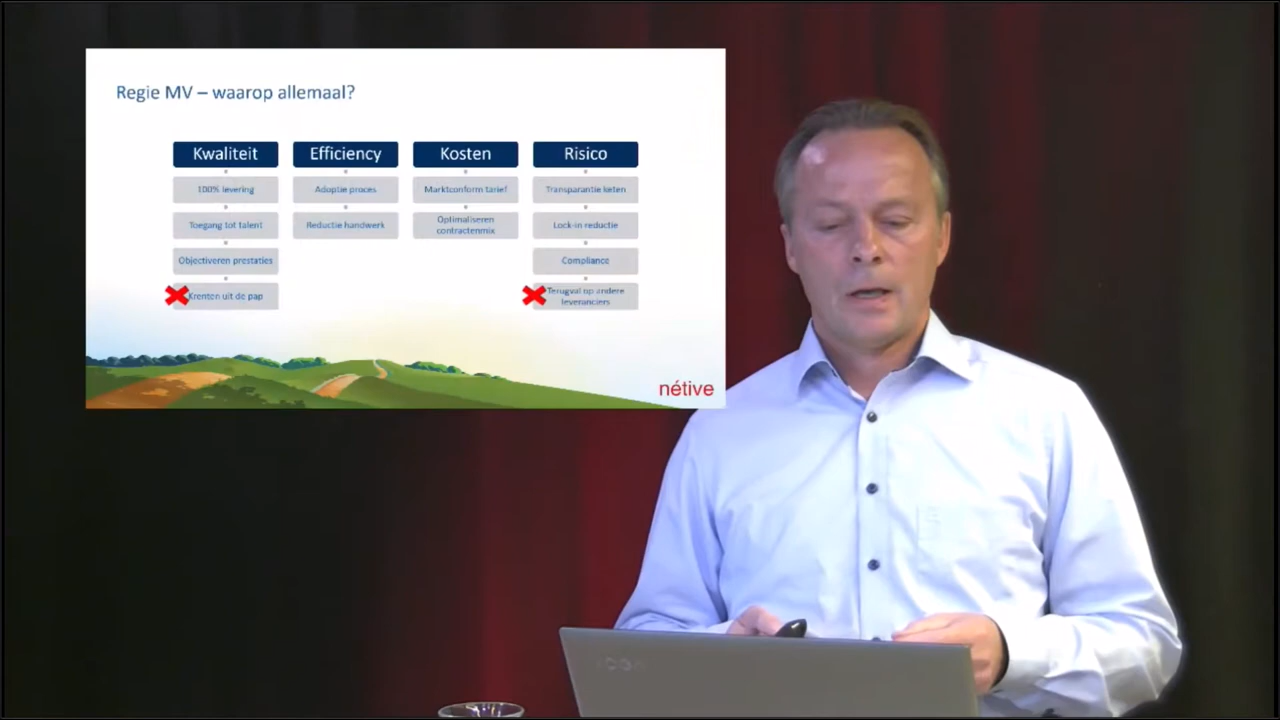 Regie MV – waarop allemaal?
Kwaliteit
100% levering
Toegang tot talent
Objectiveren prestaties
Krenten uit de pap
Efficiency
Adoptie proces
Reductie handwerk
Kosten
Marktconform tarief
Optimaliseren
contractenmix
Risico
Transparantie keten
Lock-in reductie
Compliance
Terugval op andere
leveranciers
nétive